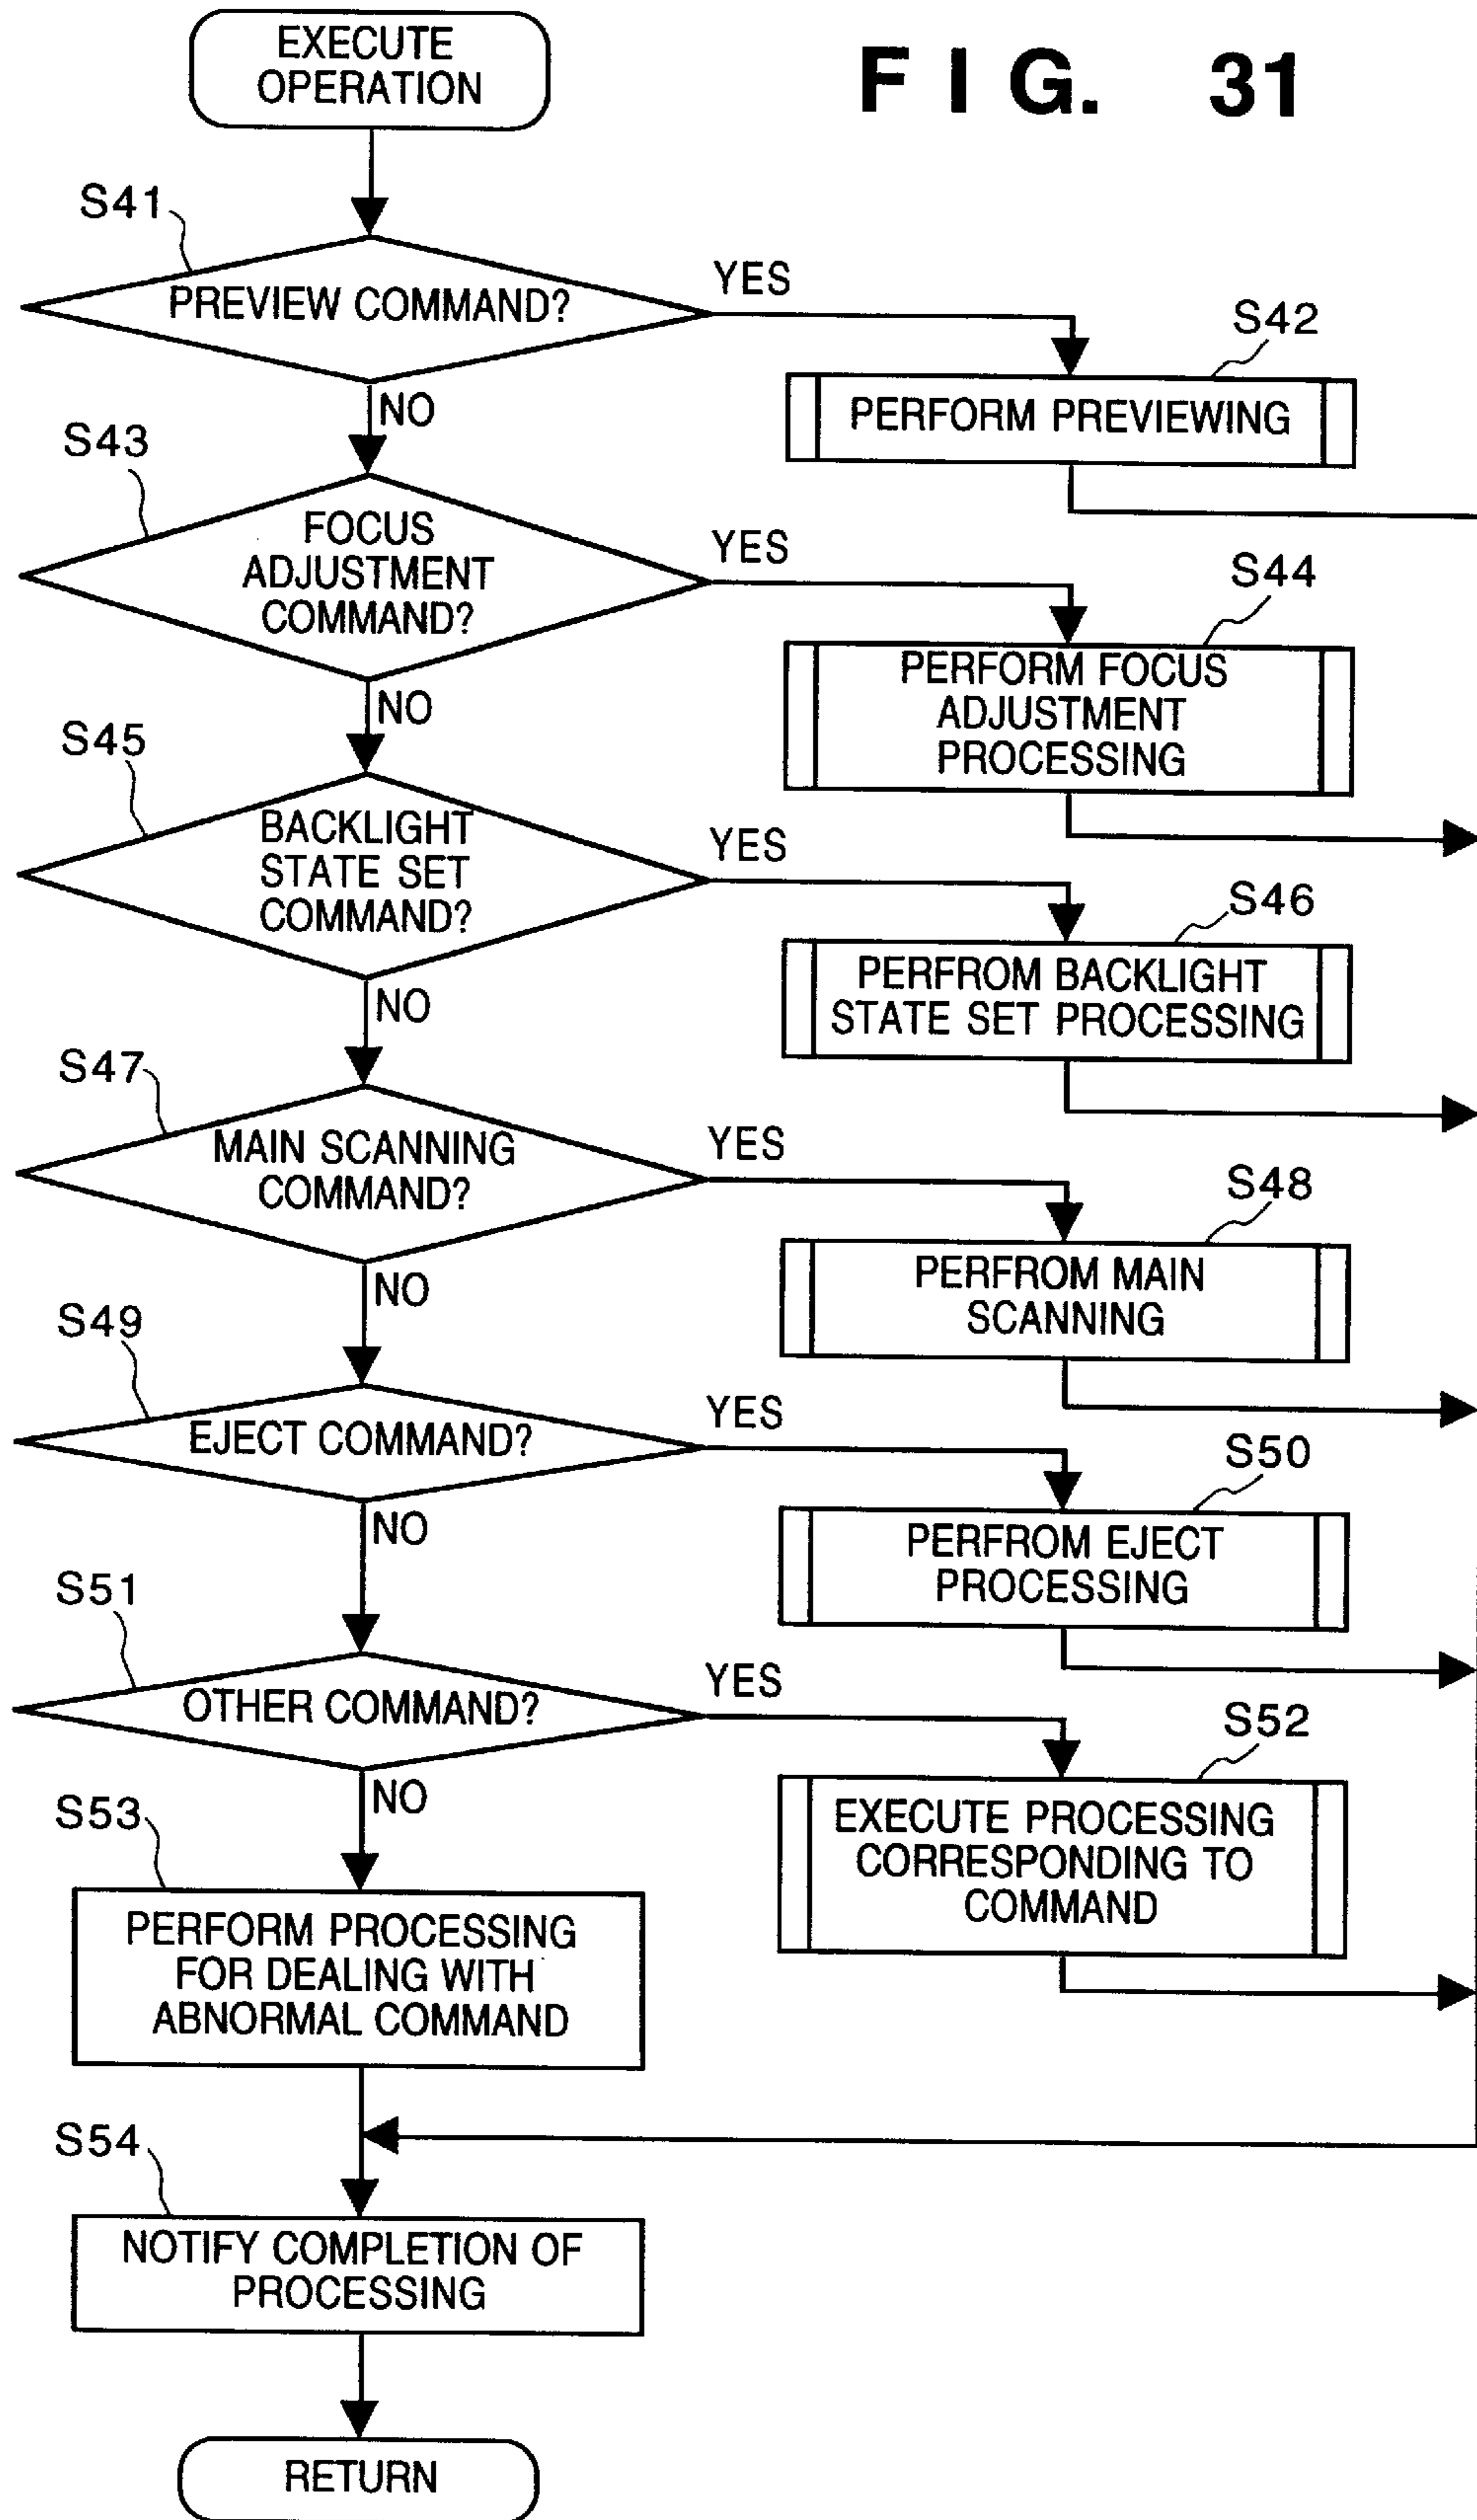 EXECUTE
OPERATION
FIG. 31
S41
PREVIEW COMMAND?
YES
S42
PERFORM PREVIEWING
NO
S43
FOCUS
ADJUSTMENT
COMMAND?
YES
S44
PERFORM FOCUS
ADJUSTMENT
PROCESSING
NO
S45
BACKLIGHT
STATE SET
COMMAND?
YES
S46
PERFROM BACKLIGHT
STATE SET PROCESSING
NO
S47
MAIN SCANNING
COMMAND?
YES
S48
PERFROM MAIN
SCANNING
NO
S49
EJECT COMMAND?
YES
S50
PERFROM EJECT
PROCESSING
NO
S51
OTHER COMMAND?
YES
S52
EXECUTE PROCESSING
CORRESPONDING TO
COMMAND
NO
S53
PERFORM PROCESSING
FOR DEALING WITH
ABNORMAL COMMAND
S54
NOTIFY COMPLETION OF
PROCESSING
RETURN